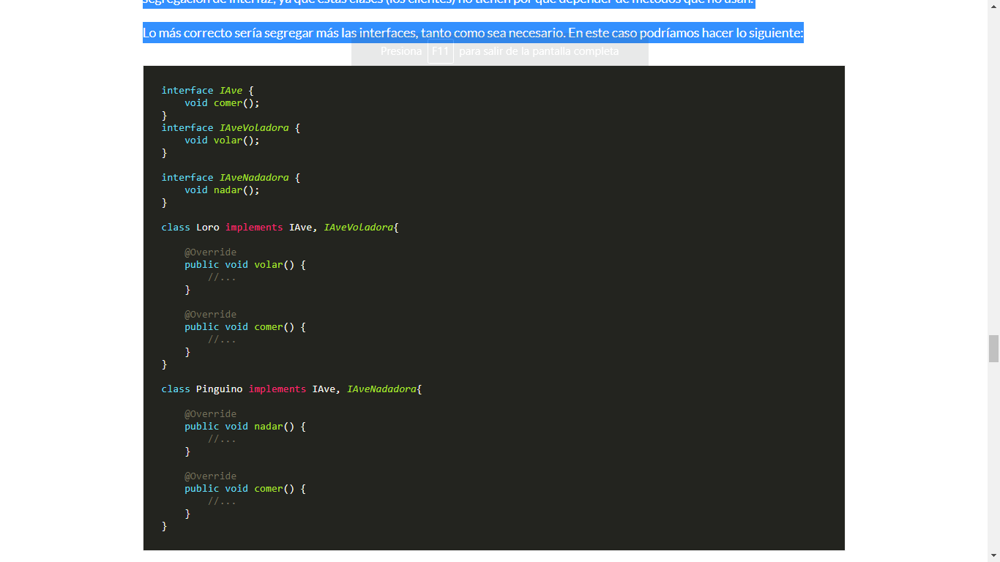 segregación de interfaz, ya que estas clases (los clientes) no tienen por qué depender de métodos que no usan.
Lo más correcto sería segregar más las interfaces, tanto como sea necesario. En este caso podríamos hacer lo siguiente:
Presiona F11 para salir de la pantalla completa
interface IAve {
    void comer();
}
interface IAveVoladora {
    void volar();
}
interface IAveNadadora {
    void nadar();
}
class Loro implements IAve, IAveVoladora{
    @Override
    public void volar() {
        //...
    }
    @Override
    public void comer() {
        //...
    }
}
class Pinguino implements IAve, IAveNadadora{
    @Override
    public void nadar() {
        //...
    }
    @Override
    public void comer() {
        //...
    }
}